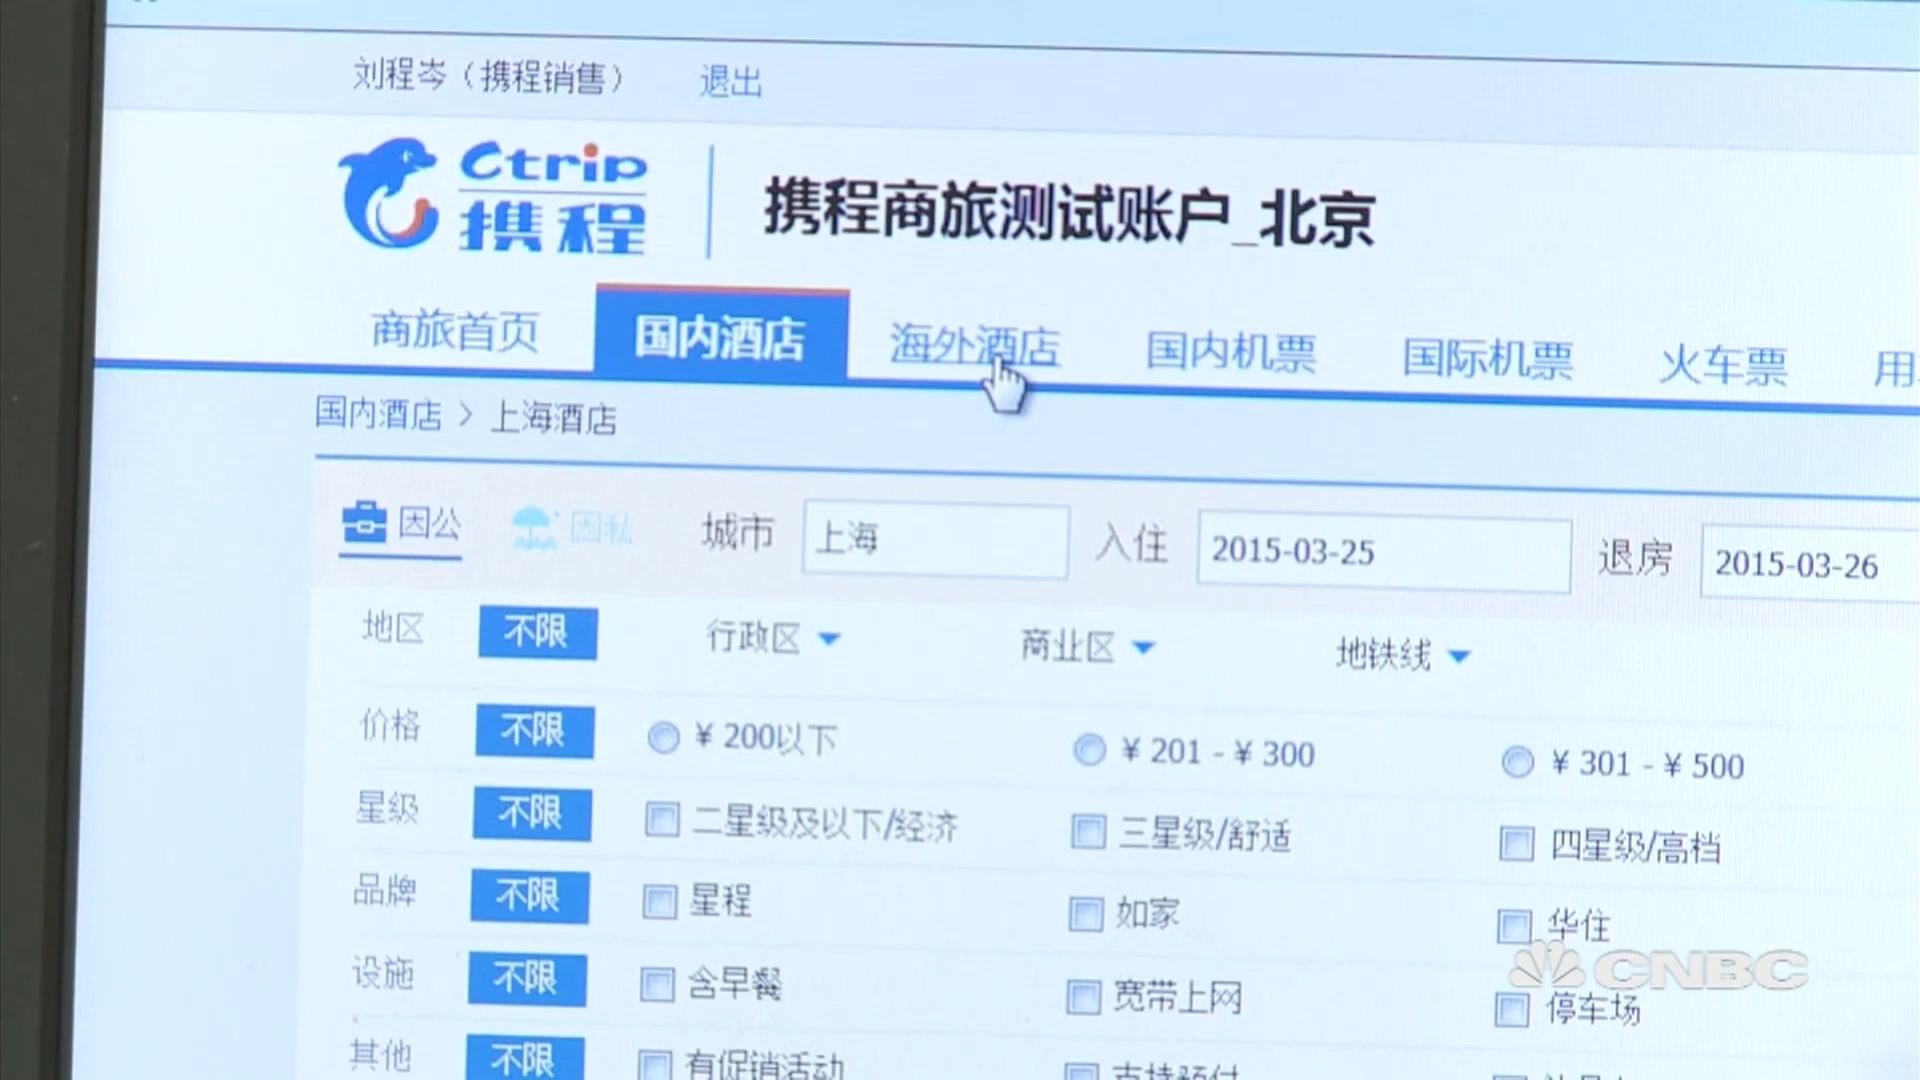 刘程岑（携程销售） 退出
Ctrip
携程
携程商旅测试账户_北京
商旅首页 国内酒店 海外酒店 国内机票 国际机票 火车票 用
国内酒店 > 上海酒店
因公 因私 城市 上海 入住 2015-03-25 退房 2015-03-26
地区 不限 行政区 商业区 地铁线
价格 不限 ¥ 200以下 ¥ 201 - ¥ 300 ¥ 301 - ¥ 500
星级 不限 二星级及以下/经济 三星级/舒适 四星级/高档
品牌 不限 星程 如家 华住
设施 不限 含早餐 宽带上网 停车场
CNBC
其他 不限 有促销活动 支持预付